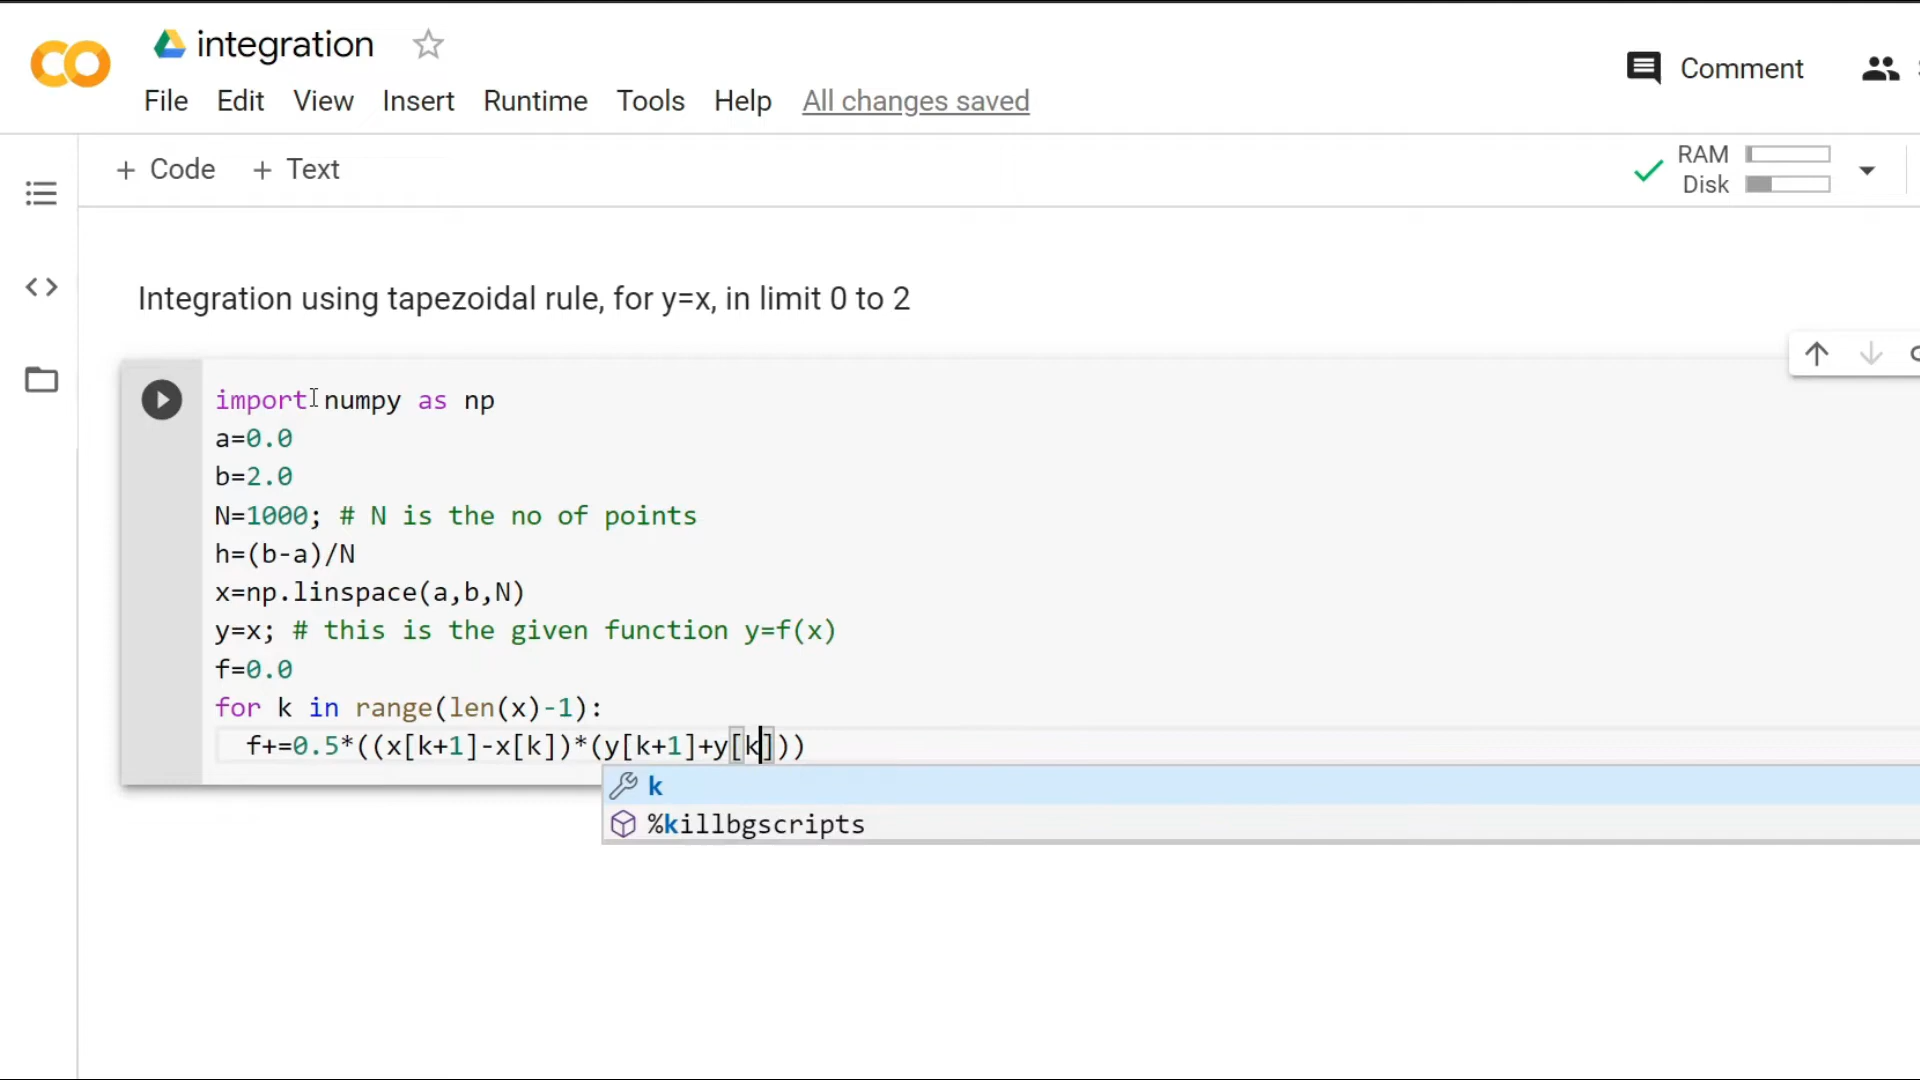 integration
File Edit View Insert Runtime Tools Help All changes saved
Comment
+ Code + Text
RAM
Disk
Integration using tapezoidal rule, for y=x, in limit 0 to 2
import numpy as np
a=0.0
b=2.0
N=1000; # N is the no of points
h=(b-a)/N
x=np.linspace(a,b,N)
y=x; # this is the given function y=f(x)
f=0.0
for k in range(len(x)-1):
f+=0.5*((x[k+1]-x[k])*(y[k+1]+y[k]))
k
%killbgscripts